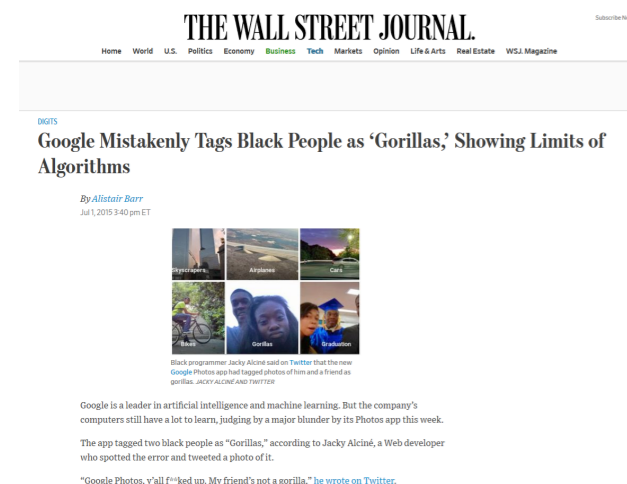 THE WALL STREET JOURNAL.
Home World U.S. Politics Economy Business Tech Markets Opinion Life & Arts Real Estate WSJ. Magazine
DIGITS
Google Mistakenly Tags Black People as ‘Gorillas,’ Showing Limits of
Algorithms
By Alistair Barr
Jul 1, 2015 3:40 pm ET
Skyscrapers Airplanes Cars
Bikes Gorillas Graduation
Black programmer Jacky Alciné said on Twitter that the new
Google Photos app had tagged photos of him and a friend as
gorillas. JACKY ALCINÉ AND TWITTER
Google is a leader in artificial intelligence and machine learning. But the company’s
computers still have a lot to learn, judging by a major blunder by its Photos app this week.
The app tagged two black people as “Gorillas,” according to Jacky Alciné, a Web developer
who spotted the error and tweeted a photo of it.
“Google Photos, y’all f**ked up. My friend’s not a gorilla,” he wrote on Twitter.